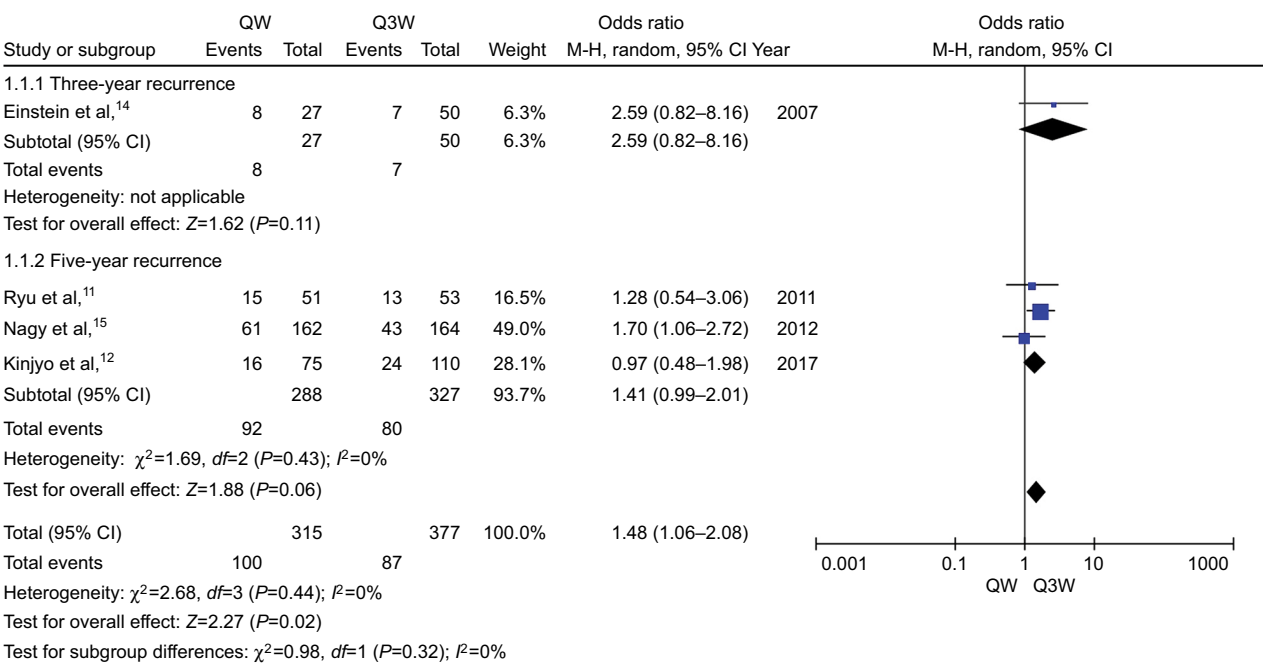 QW Q3W Odds ratio Odds ratio
Study or subgroup Events Total Events Total Weight M-H, random, 95% CI Year M-H, random, 95% CI
1.1.1 Three-year recurrence
Einstein et al,14 8 27 7 50 6.3% 2.59 (0.82–8.16) 2007
Subtotal (95% CI) 27 50 6.3% 2.59 (0.82–8.16)
Total events 8 7
Heterogeneity: not applicable
Test for overall effect: Z=1.62 (P=0.11)
1.1.2 Five-year recurrence
Ryu et al,11 15 51 13 53 16.5% 1.28 (0.54–3.06) 2011
Nagy et al,15 61 162 43 164 49.0% 1.70 (1.06–2.72) 2012
Kinjyo et al,12 16 75 24 110 28.1% 0.97 (0.48–1.98) 2017
Subtotal (95% CI) 288 327 93.7% 1.41 (0.99–2.01)
Total events 92 80
Heterogeneity: χ2=1.69, df=2 (P=0.43); I2=0%
Test for overall effect: Z=1.88 (P=0.06)
Total (95% CI) 315 377 100.0% 1.48 (1.06–2.08)
Total events 100 87
0.001 0.1 1 10 1000
QW Q3W
Heterogeneity: χ2=2.68, df=3 (P=0.44); I2=0%
Test for overall effect: Z=2.27 (P=0.02)
Test for subgroup differences: χ2=0.98, df=1 (P=0.32); I2=0%